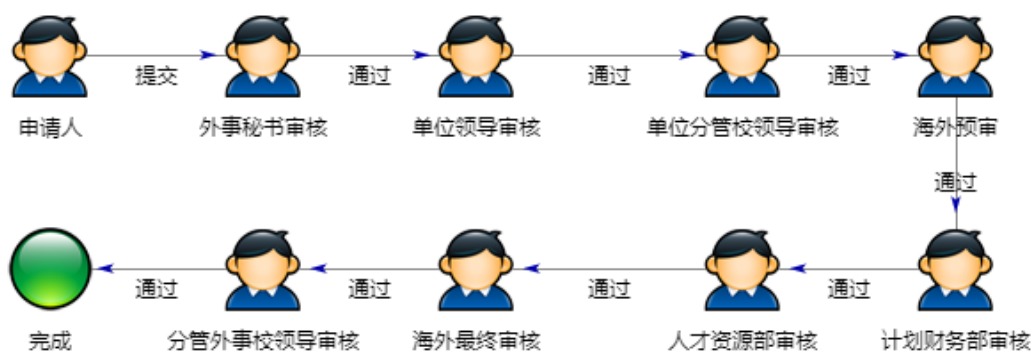 提交
通过
通过
通过
申请人
外事秘书审核
单位领导审核
单位分管校领导审核
海外预审
通过
通过
通过
通过
通过
完成
分管外事校领导审核
海外最终审核
人才资源部审核
计划财务部审核